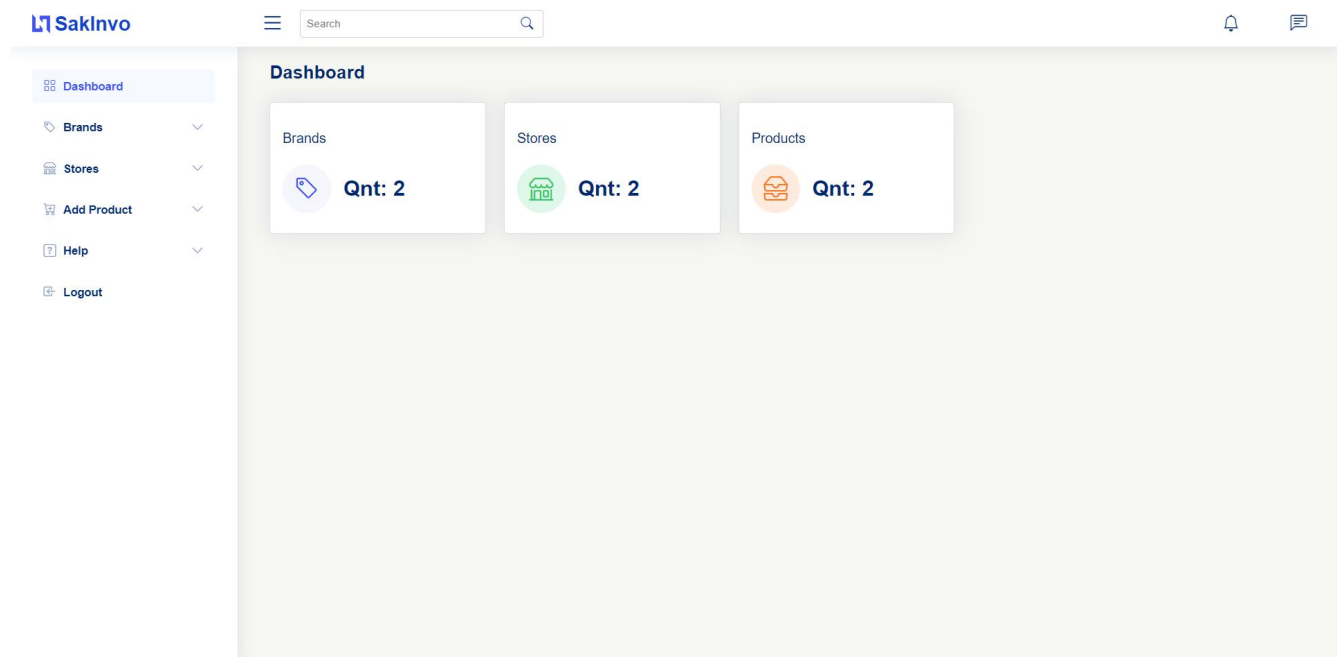 SakInvo
Search
Dashboard
Brands
Stores
Add Product
Help
Logout
Dashboard
Brands
Qnt: 2
Stores
Qnt: 2
Products
Qnt: 2